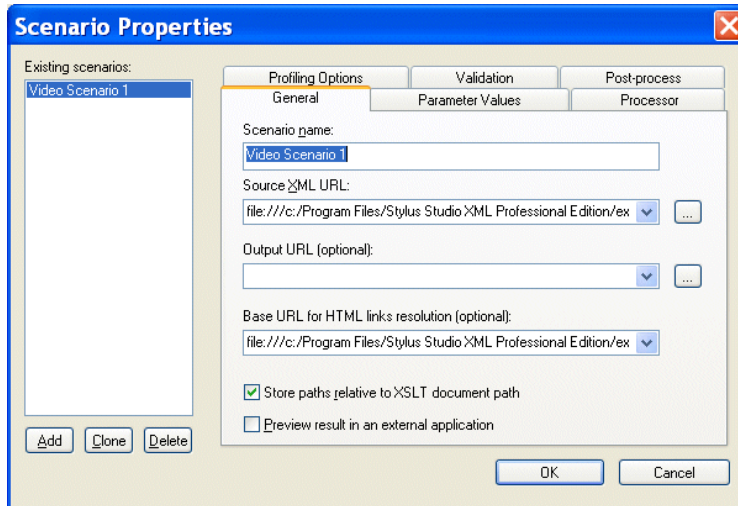 Scenario Properties
Existing scenarios:
Video Scenario 1
Profiling Options
Validation
Post-process
General
Parameter Values
Processor
Scenario name:
Video Scenario 1
Source XML URL:
file:///c:/Program Files/Stylus Studio XML Professional Edition/ex
...
Output URL (optional):
...
Base URL for HTML links resolution (optional):
file:///c:/Program Files/Stylus Studio XML Professional Edition/ex
Store paths relative to XSLT document path
Preview result in an external application
Add
Clone
Delete
OK
Cancel